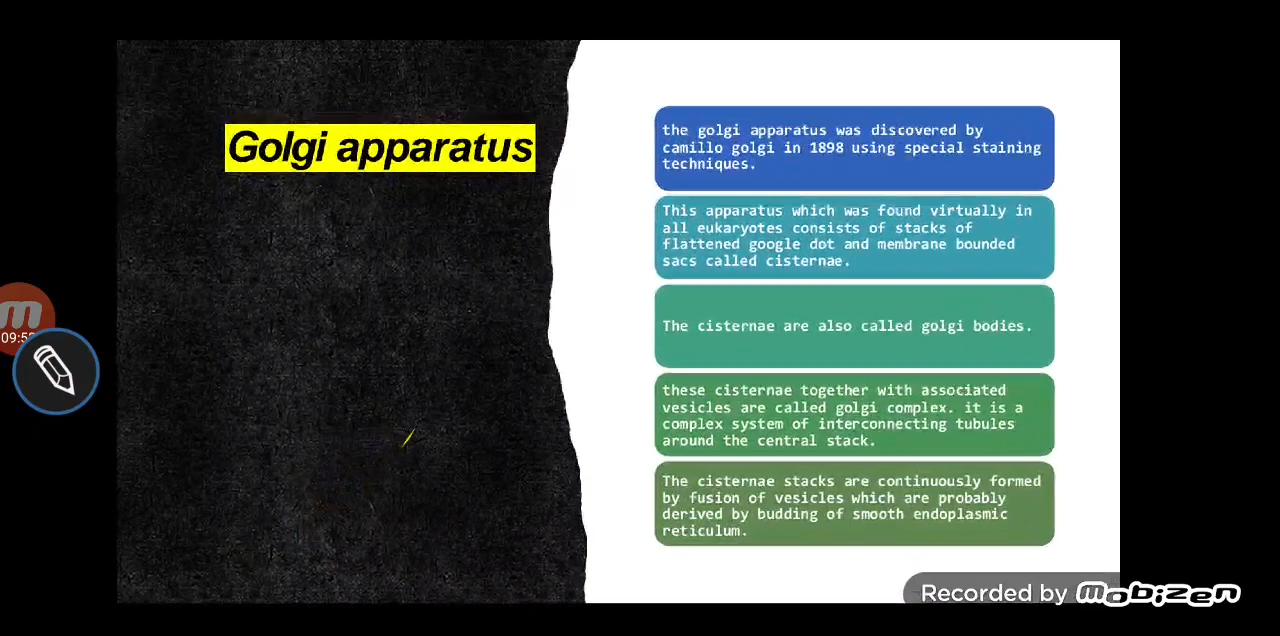 Golgi apparatus
the golgi apparatus was discovered by
camillo golgi in 1898 using special staining
techniques.
This apparatus which was found virtually in
all eukaryotes consists of stacks of
flattened google dot and membrane bounded
sacs called cisternae.
The cisternae are also called golgi bodies.
these cisternae together with associated
vesicles are called golgi complex. it is a
complex system of interconnecting tubules
around the central stack.
The cisternae stacks are continuously formed
by fusion of vesicles which are probably
derived by budding of smooth endoplasmic
reticulum.
Recorded by mobizen